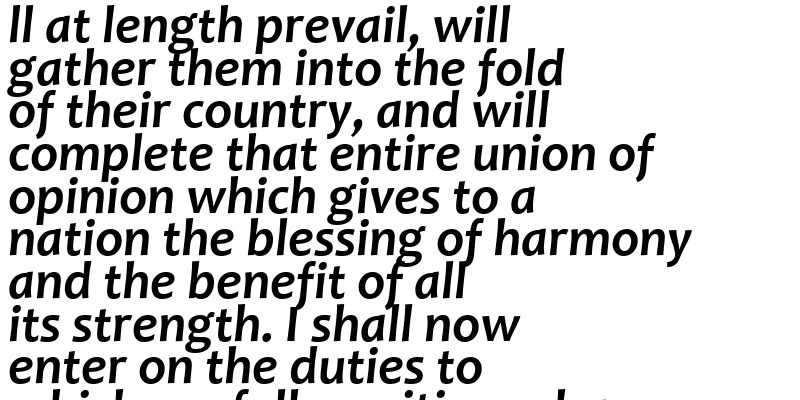 ll at length prevail, will
gather them into the fold
of their country, and will
complete that entire union of
opinion which gives to a
nation the blessing of harmony
and the benefit of all
its strength. I shall now
enter on the duties to